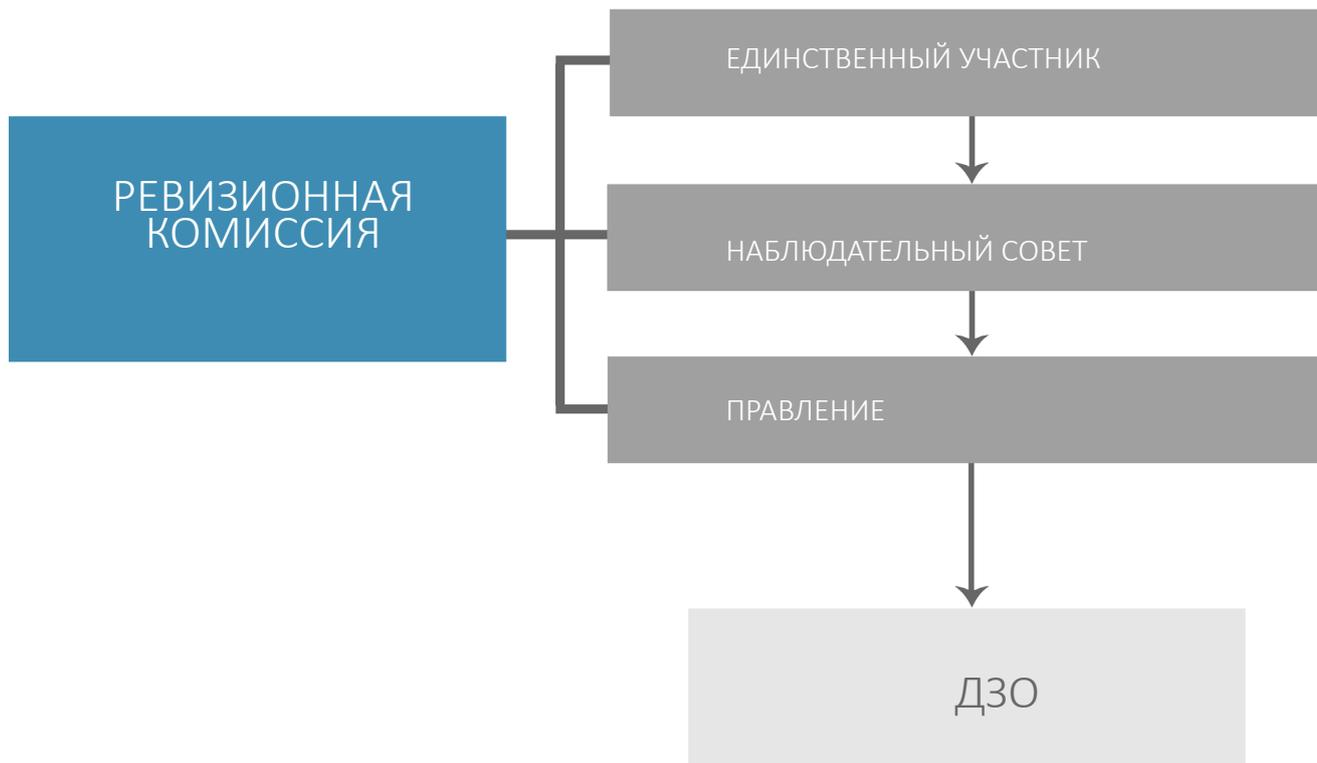 ЕДИНСТВЕННЫЙ УЧАСТНИК
РЕВИЗИОННАЯ
КОМИССИЯ
НАБЛЮДАТЕЛЬНЫЙ СОВЕТ
ПРАВЛЕНИЕ
ДЗО